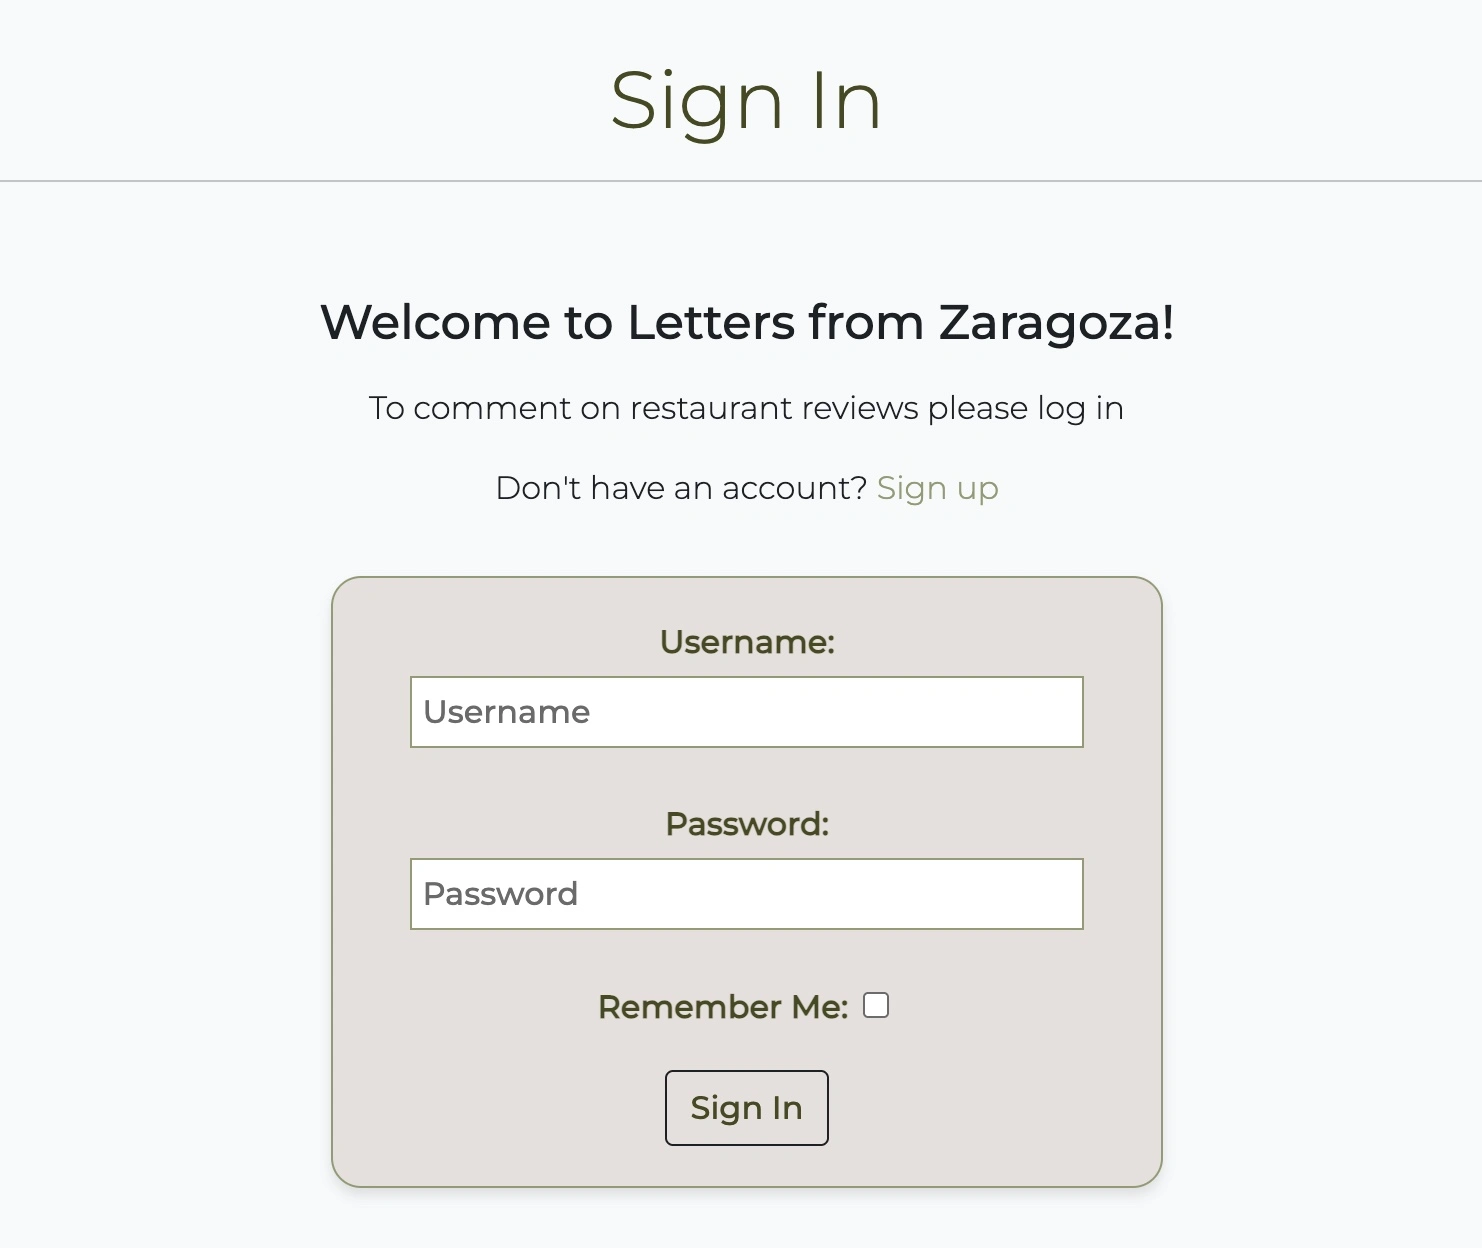 Sign In
Welcome to Letters from Zaragoza!
To comment on restaurant reviews please log in
Don't have an account? Sign up
Username:
Username
Password:
Password
Remember Me:
Sign In